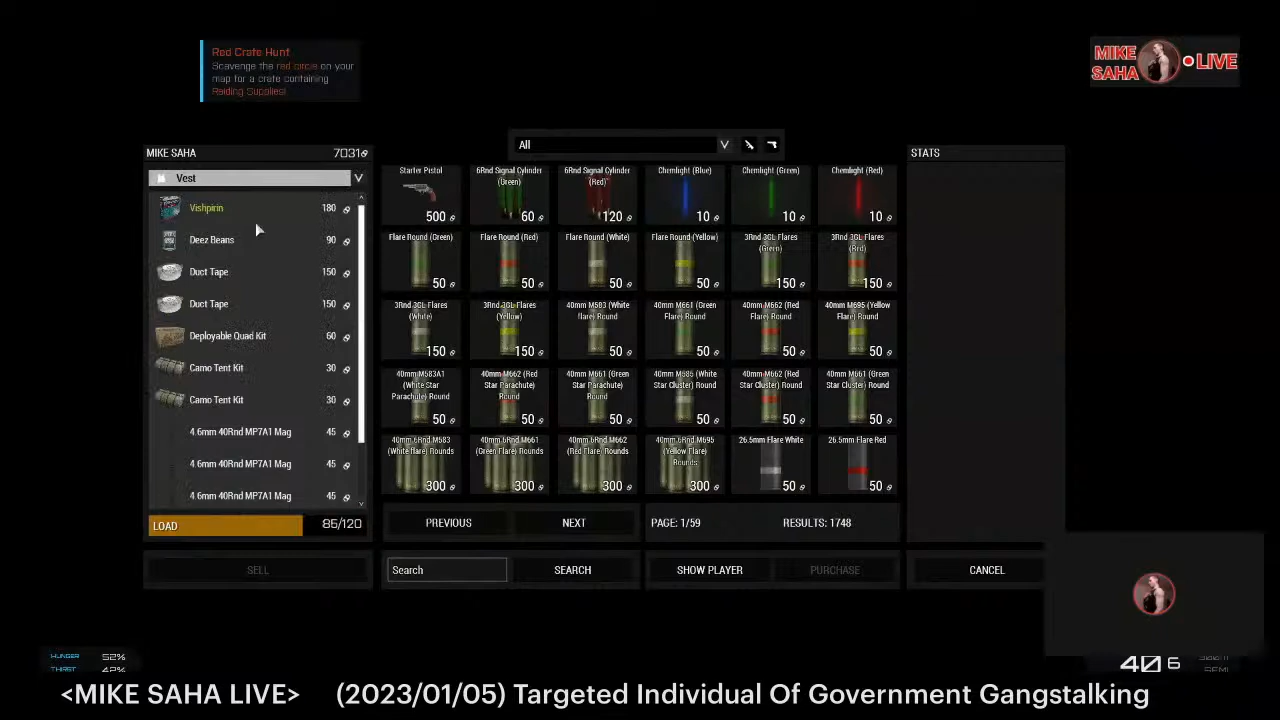 Red Crate Hunt
Scavenge the red circle on your
map for a crate containing
Raiding Supplies!
MIKE
SAHA
LIVE
MIKE SAHA 7031
Vest
Vishpirin 180
Deez Beans 90
Duct Tape 150
Duct Tape 150
Deployable Quad Kit 60
Camo Tent Kit 30
Camo Tent Kit 30
4.6mm 40Rnd MP7A1 Mag 45
4.6mm 40Rnd MP7A1 Mag 45
4.6mm 40Rnd MP7A1 Mag 45
LOAD 85/120
SELL
All
Starter Pistol
500
6Rnd Signal Cylinder
(Green)
60
6Rnd Signal Cylinder
(Red)
120
Chemlight (Blue)
10
Chemlight (Green)
10
Chemlight (Red)
10
Flare Round (Green)
50
Flare Round (Red)
50
Flare Round (White)
50
Flare Round (Yellow)
50
3Rnd 3GL Flares
(Green)
150
3Rnd 3GL Flares
(Red)
150
3Rnd 3GL Flares
(White)
150
3Rnd 3GL Flares
(Yellow)
150
40mm M583 (White
flare) Round
50
40mm M661 (Green
Flare) Round
50
40mm M662 (Red
Flare) Round
50
40mm M695 (Yellow
Flare) Round
50
40mm M583A1
(White Star
Parachute) Round
50
40mm M662 (Red
Star Parachute)
Round
50
40mm M661 (Green
Star Parachute)
Round
50
40mm M585 (White
Star Cluster) Round
50
40mm M662 (Red
Star Cluster) Round
50
40mm M661 (Green
Star Cluster) Round
50
40mm 6Rnd M583
(White flare) Rounds
300
40mm 6Rnd M661
(Green Flare) Rounds
300
40mm 6Rnd M662
(Red Flare) Rounds
300
40mm 6Rnd M695
(Yellow Flare)
Rounds
300
26.5mm Flare White
50
26.5mm Flare Red
50
PREVIOUS NEXT PAGE: 1/59 RESULTS: 1748
Search SEARCH SHOW PLAYER PURCHASE
STATS
CANCEL
HUNGER 52%
THIRST 42%
40 6
SEMI
<MIKE SAHA LIVE> (2023/01/05) Targeted Individual Of Government Gangstalking